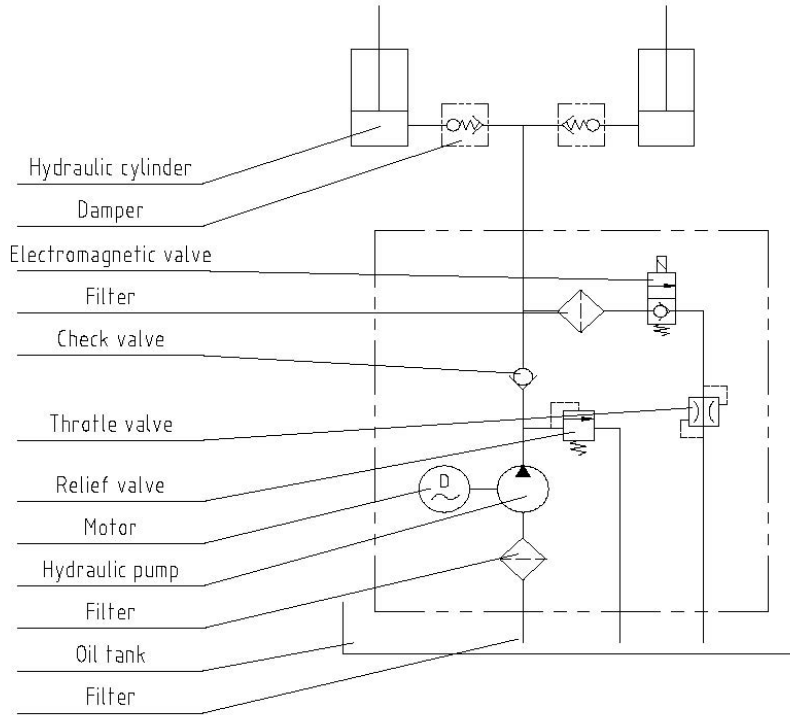 Hydraulic cylinder
Damper
Electromagnetic valve
Filter
Check valve
Throtle valve
Relief valve
D
Motor
Hydraulic pump
Filter
Oil tank
Filter